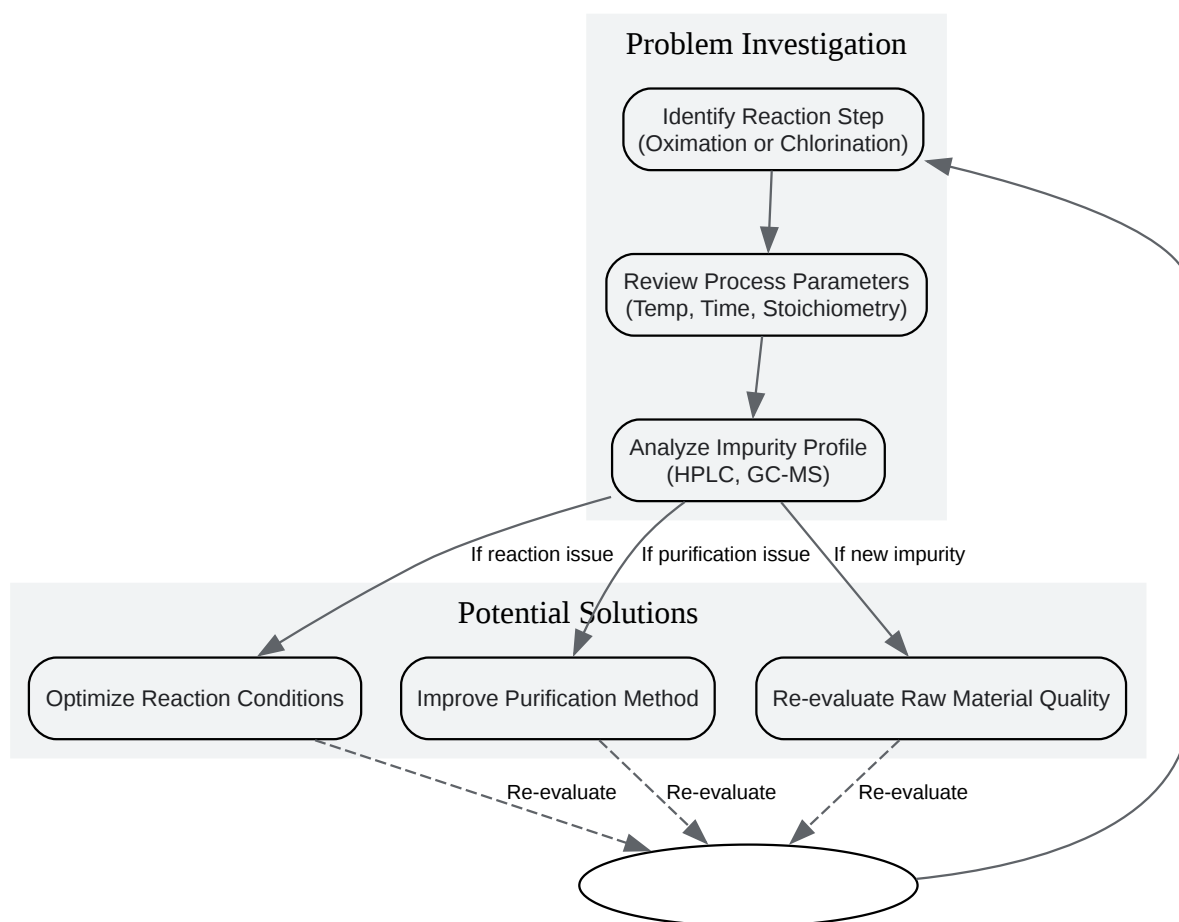 Problem Investigation
Identify Reaction Step
(Oximation or Chlorination)
Review Process Parameters
(Temp, Time, Stoichiometry)
Analyze Impurity Profile
(HPLC, GC-MS)
If reaction issue
If purification issue
If new impurity
Potential Solutions
Optimize Reaction Conditions
Improve Purification Method
Re-evaluate Raw Material Quality
Re-evaluate
Re-evaluate
Re-evaluate